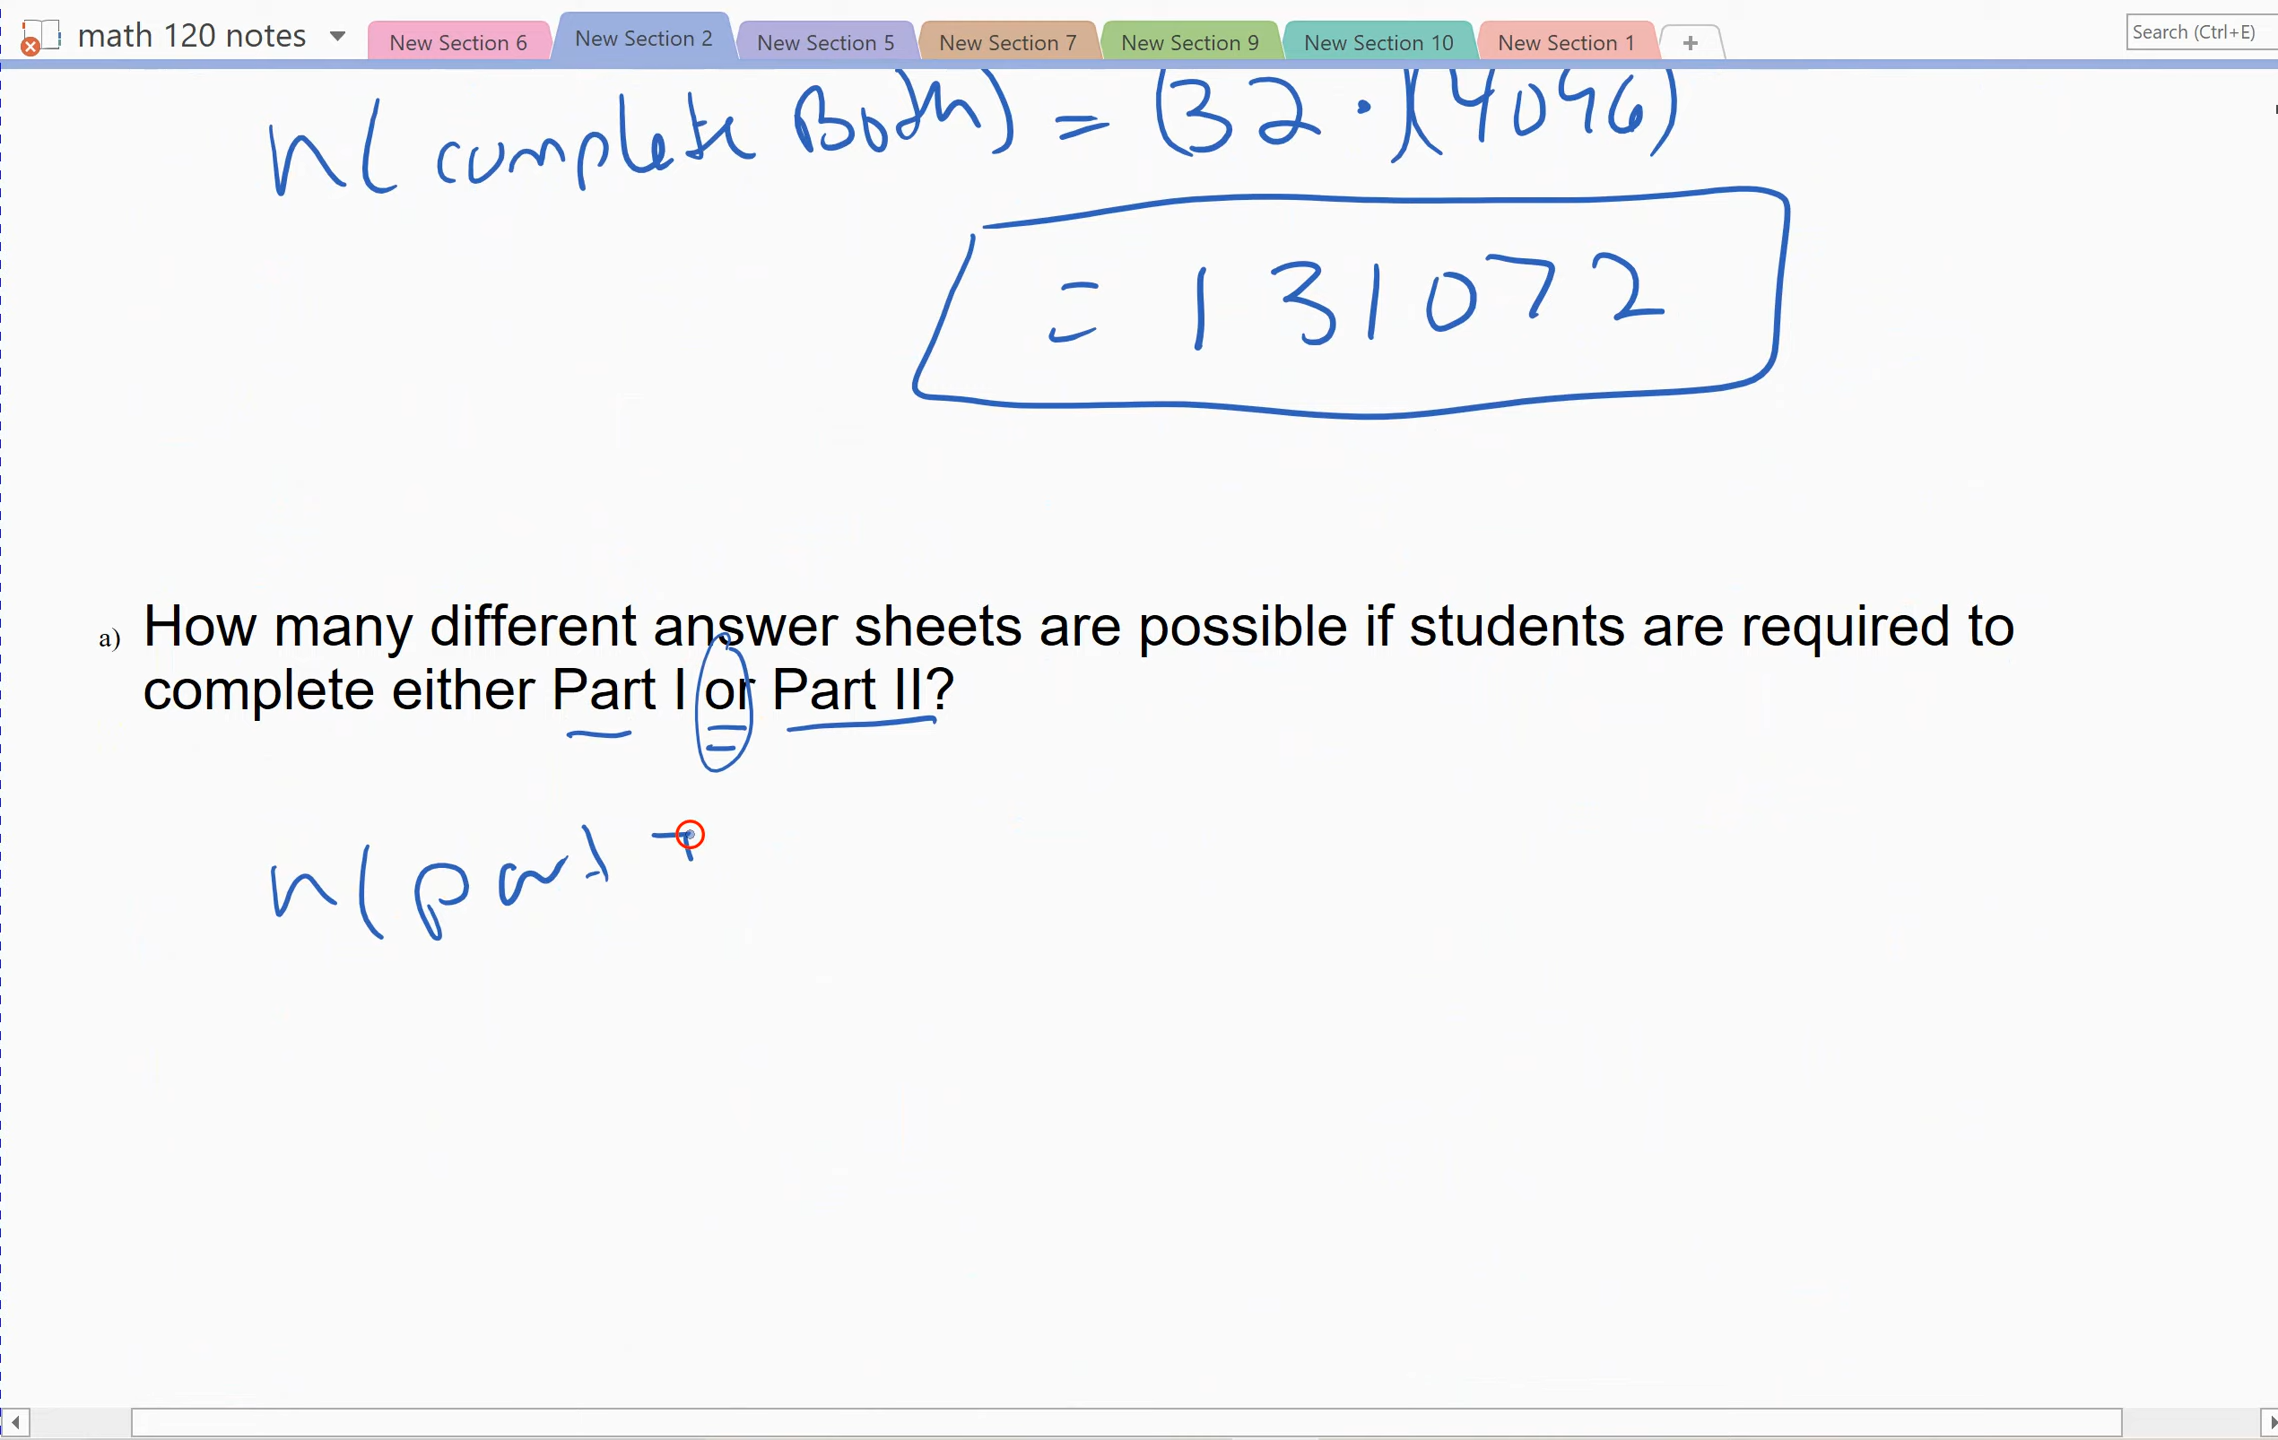 math 120 notes New Section 6 New Section 2 New Section 5 New Section 7 New Section 9 New Section 10 New Section 1 + Search (Ctrl+E)
n( complete Both) = (32 · )(4096)
= 131072
a) How many different answer sheets are possible if students are required to
complete either Part I or Part II?
n( part